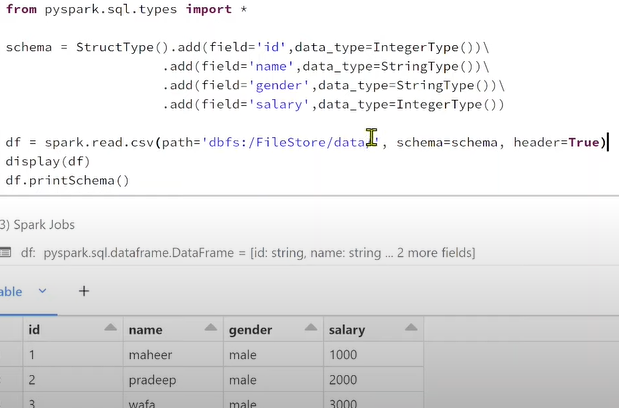 from pyspark.sql.types import *
schema = StructType().add(field='id',data_type=IntegerType())\
.add(field='name',data_type=StringType())\
.add(field='gender',data_type=StringType())\
.add(field='salary',data_type=IntegerType())
df = spark.read.csv(path='dbfs:/FileStore/data/', schema=schema, header=True)
display(df)
df.printSchema()
3) Spark Jobs
df: pyspark.sql.dataframe.DataFrame = [id: string, name: string ... 2 more fields]
able +
id name gender salary
1 maheer male 1000
2 pradeep male 2000
3 wafa male 3000